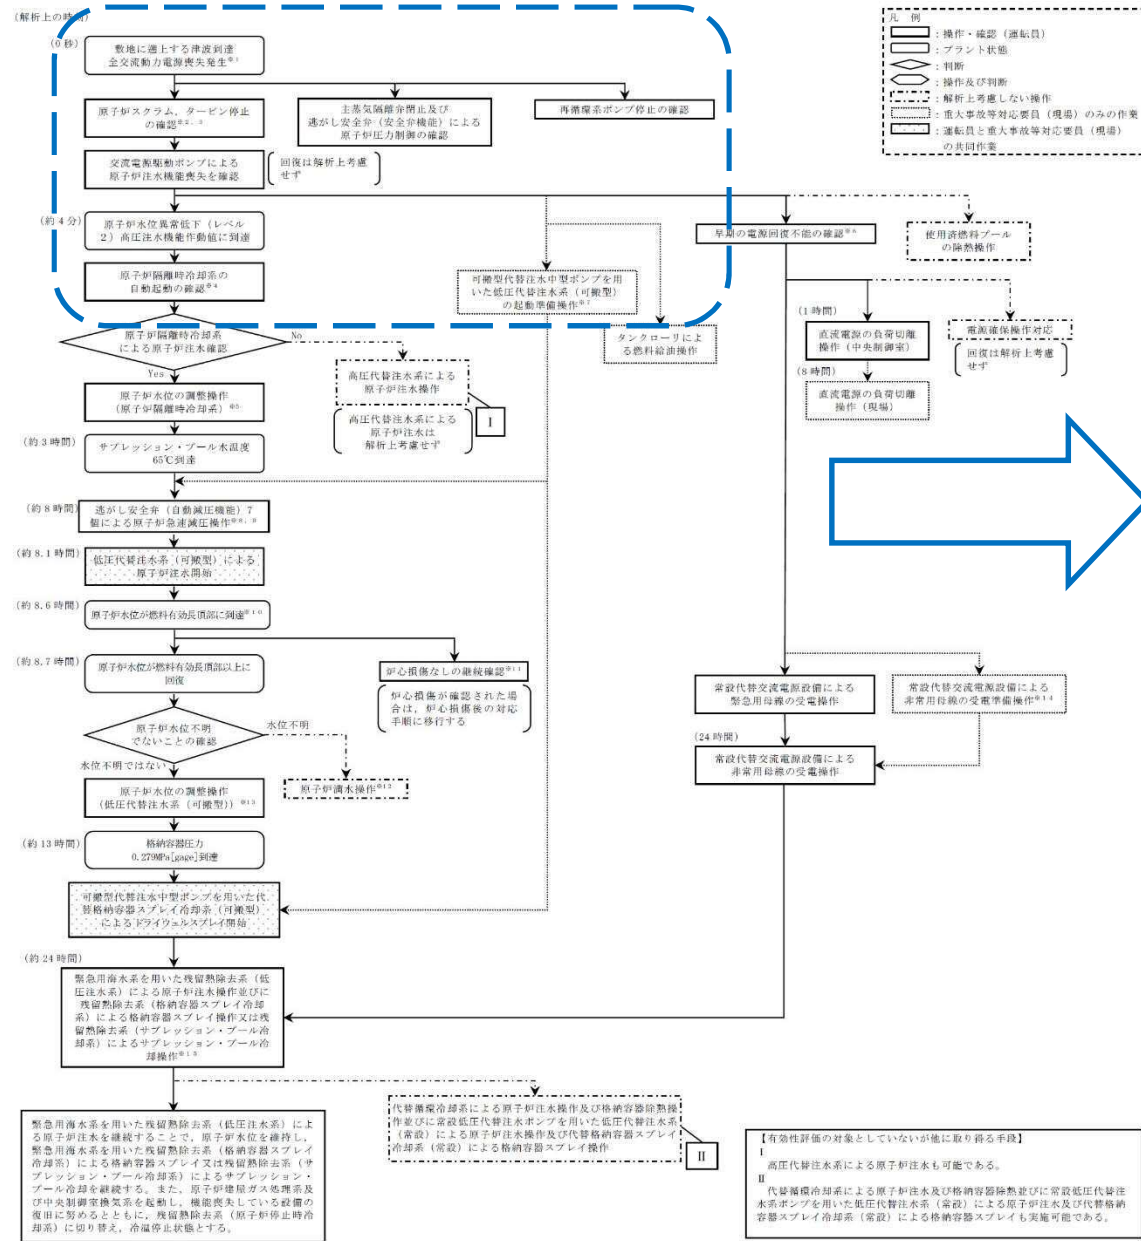 (解析上の時間)
(0秒)
敷地に遡上する津波到達
全交流動力電源喪失発生※1
原子炉スクラム，タービン停止
の確認※2，3
主蒸気隔離弁閉止及び
逃がし安全弁（安全弁機能）による
原子炉圧力制御の確認
再循環系ポンプ停止の確認
交流電源駆動ポンプによる
原子炉注水機能喪失を確認
回復は解析上考慮
せず
(約4分)
原子炉水位異常低下（レベル
2）高圧注水機能作動値に到達
原子炉隔離時冷却系の
自動起動の確認※4
原子炉隔離時冷却系
による原子炉注水確認
No
Yes
高圧代替注水系による
原子炉注水操作
Ⅰ
高圧代替注水系による
原子炉注水は
解析上考慮せず
原子炉水位の調整操作
（原子炉隔離時冷却系）※5
(約3時間)
サプレッション・プール水温度
65℃到達
(約8時間)
逃がし安全弁（自動減圧機能）7
個による原子炉急速減圧操作※8，9
(約8.1時間)
低圧代替注水系（可搬型）による
原子炉注水開始
(約8.6時間)
原子炉水位が燃料有効長頂部に到達※10
(約8.7時間)
原子炉水位が燃料有効長頂部以上に
回復
炉心損傷なしの継続確認※11
炉心損傷が確認された場
合は，炉心損傷後の対応
手順に移行する
原子炉水位不明
でないことの確認
水位不明
水位不明ではない
原子炉満水操作※12
原子炉水位の調整操作
（低圧代替注水系（可搬型））※13
(約13時間)
格納容器圧力
0.279MPa[gage]到達
可搬型代替注水中型ポンプを用いた代
替格納容器スプレイ冷却系（可搬型）
によるドライウェルスプレイ開始
(約24時間)
緊急用海水系を用いた残留熱除去系（低
圧注水系）による原子炉注水操作並びに
残留熱除去系（格納容器スプレイ冷却
系）による格納容器スプレイ操作又は残
留熱除去系（サプレッション・プール冷
却系）によるサプレッション・プール冷
却操作※15
緊急用海水系を用いた残留熱除去系（低圧注水系）によ
る原子炉注水を継続することで，原子炉水位を維持し，
緊急用海水系を用いた残留熱除去系（格納容器スプレイ
冷却系）による格納容器スプレイ又は残留熱除去系（サ
プレッション・プール冷却系）によるサプレッション・
プール冷却を継続する。また，原子炉建屋ガス処理系及
び中央制御室換気系を起動し，機能喪失している設備の
復旧に努めるとともに，残留熱除去系（原子炉停止時冷
却系）に切り替え，冷温停止状態とする。
代替循環冷却系による原子炉注水操作及び格納容器除熱操
作並びに常設低圧代替注水ポンプを用いた低圧代替注水系
（常設）による原子炉注水操作及び代替格納容器スプレイ
冷却系（常設）による格納容器スプレイ操作
Ⅱ
可搬型代替注水中型ポンプを用
いた低圧代替注水系（可搬型）
の起動準備操作※7
タンクローリによ
る燃料給油操作
早期の電源回復不能の確認※6
使用済燃料プール
の除熱操作
(1時間)
直流電源の負荷切離
操作（中央制御室）
電源確保操作対応
回復は解析上考慮
せず
(8時間)
直流電源の負荷切離
操作（現場）
常設代替交流電源設備による
緊急用母線の受電操作
常設代替交流電源設備による
非常用母線の受電準備操作※14
(24時間)
常設代替交流電源設備による
非常用母線の受電操作
凡 例
：操作・確認（運転員）
：プラント状態
：判断
：操作及び判断
：解析上考慮しない操作
：重大事故等対応要員（現場）のみの作業
：運転員と重大事故等対応要員（現場）
の共同作業
【有効性評価の対象としていないが他に取り得る手段】
Ⅰ
高圧代替注水系による原子炉注水も可能である。
Ⅱ
代替循環冷却系による原子炉注水及び格納容器除熱並びに常設低圧代替注
水系ポンプを用いた低圧代替注水系（常設）による原子炉注水及び代替格納
容器スプレイ冷却系（常設）による格納容器スプレイも実施可能である。